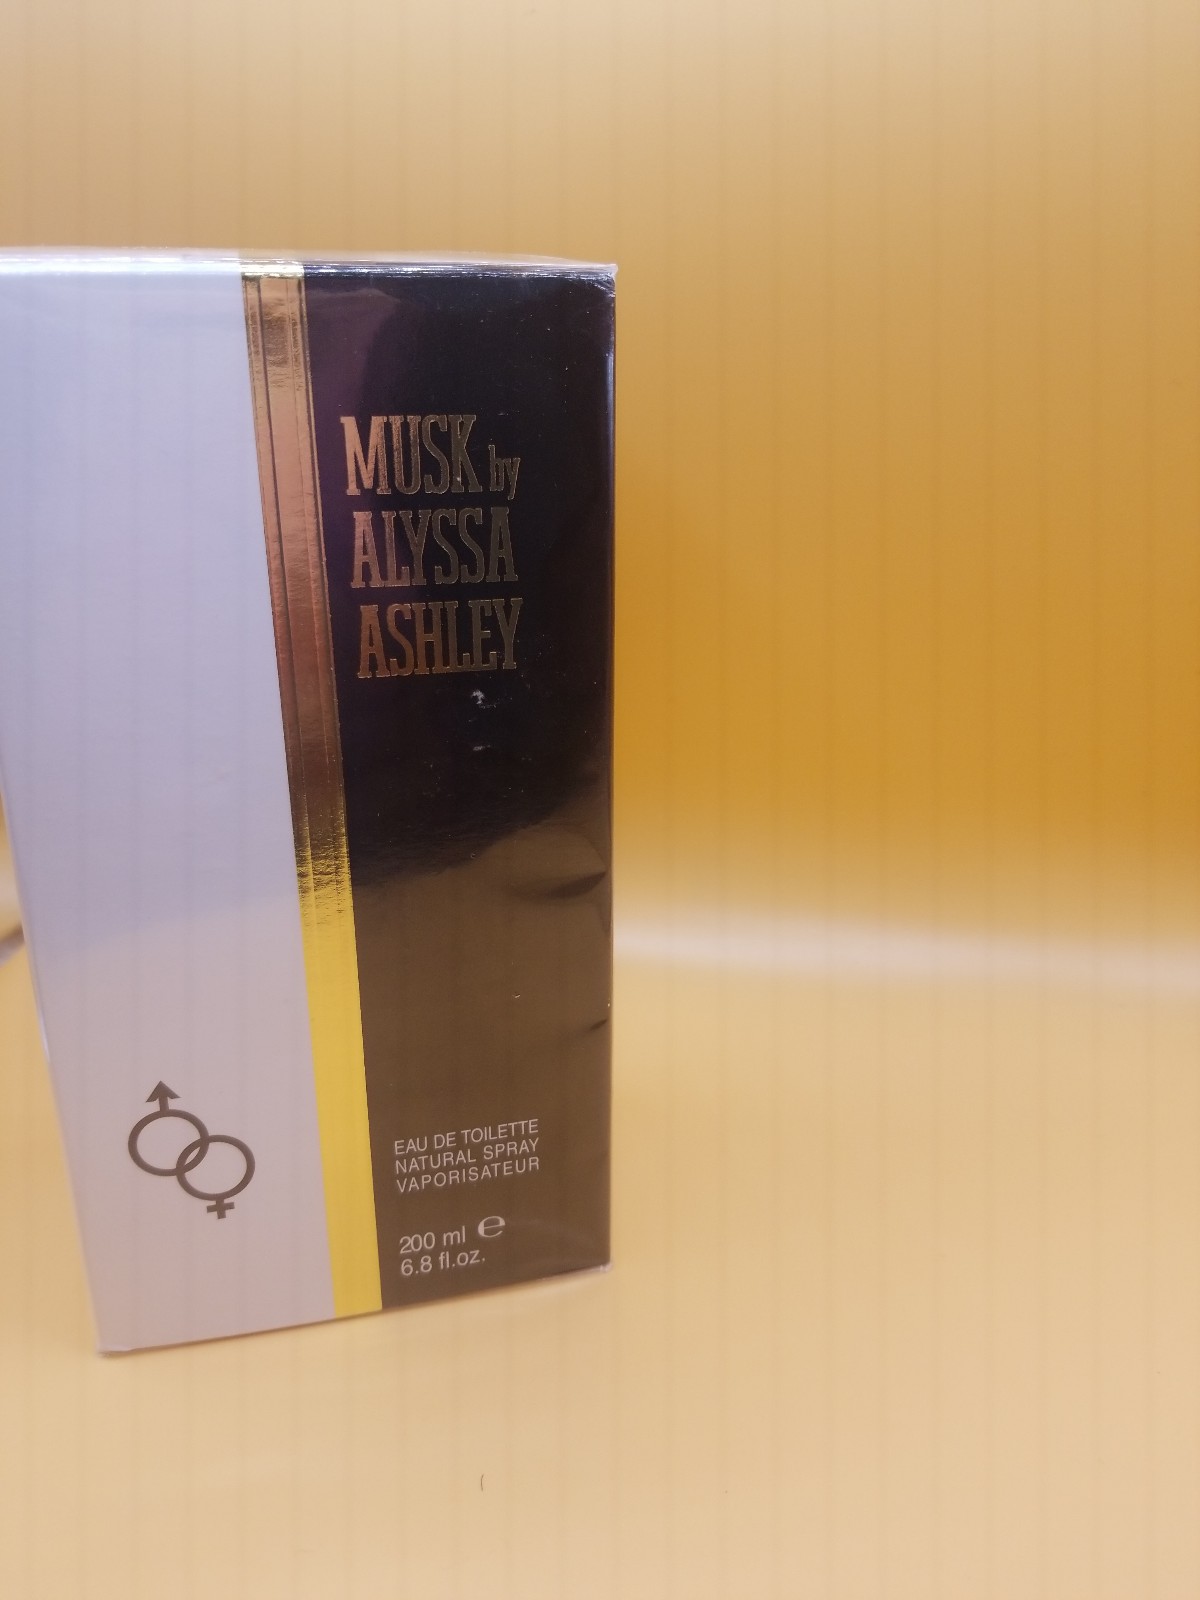 MUSK by
ALYSSA
ASHLEY
EAU DE TOILETTE
NATURAL SPRAY
VAPORISATEUR
200 ml ℮
6.8 fl.oz.